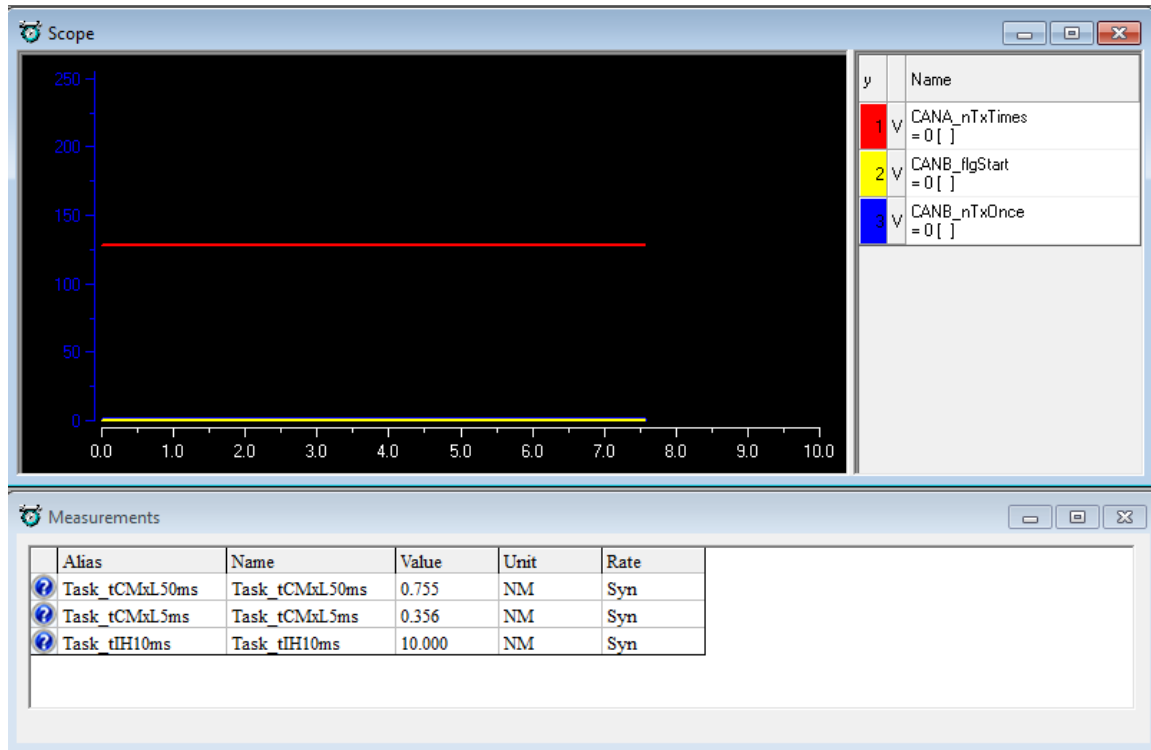 Scope
250
200
150
100
50
0
0.0 1.0 2.0 3.0 4.0 5.0 6.0 7.0 8.0 9.0 10.0
y Name
1 V CANA_nTxTimes
= 0 [ ]
2 V CANB_flgStart
= 0 [ ]
3 V CANB_nTxOnce
= 0 [ ]
Measurements
Alias Name Value Unit Rate
? Task_tCMxL50ms Task_tCMxL50ms 0.755 NM Syn
? Task_tCMxL5ms Task_tCMxL5ms 0.356 NM Syn
? Task_tIH10ms Task_tIH10ms 10.000 NM Syn